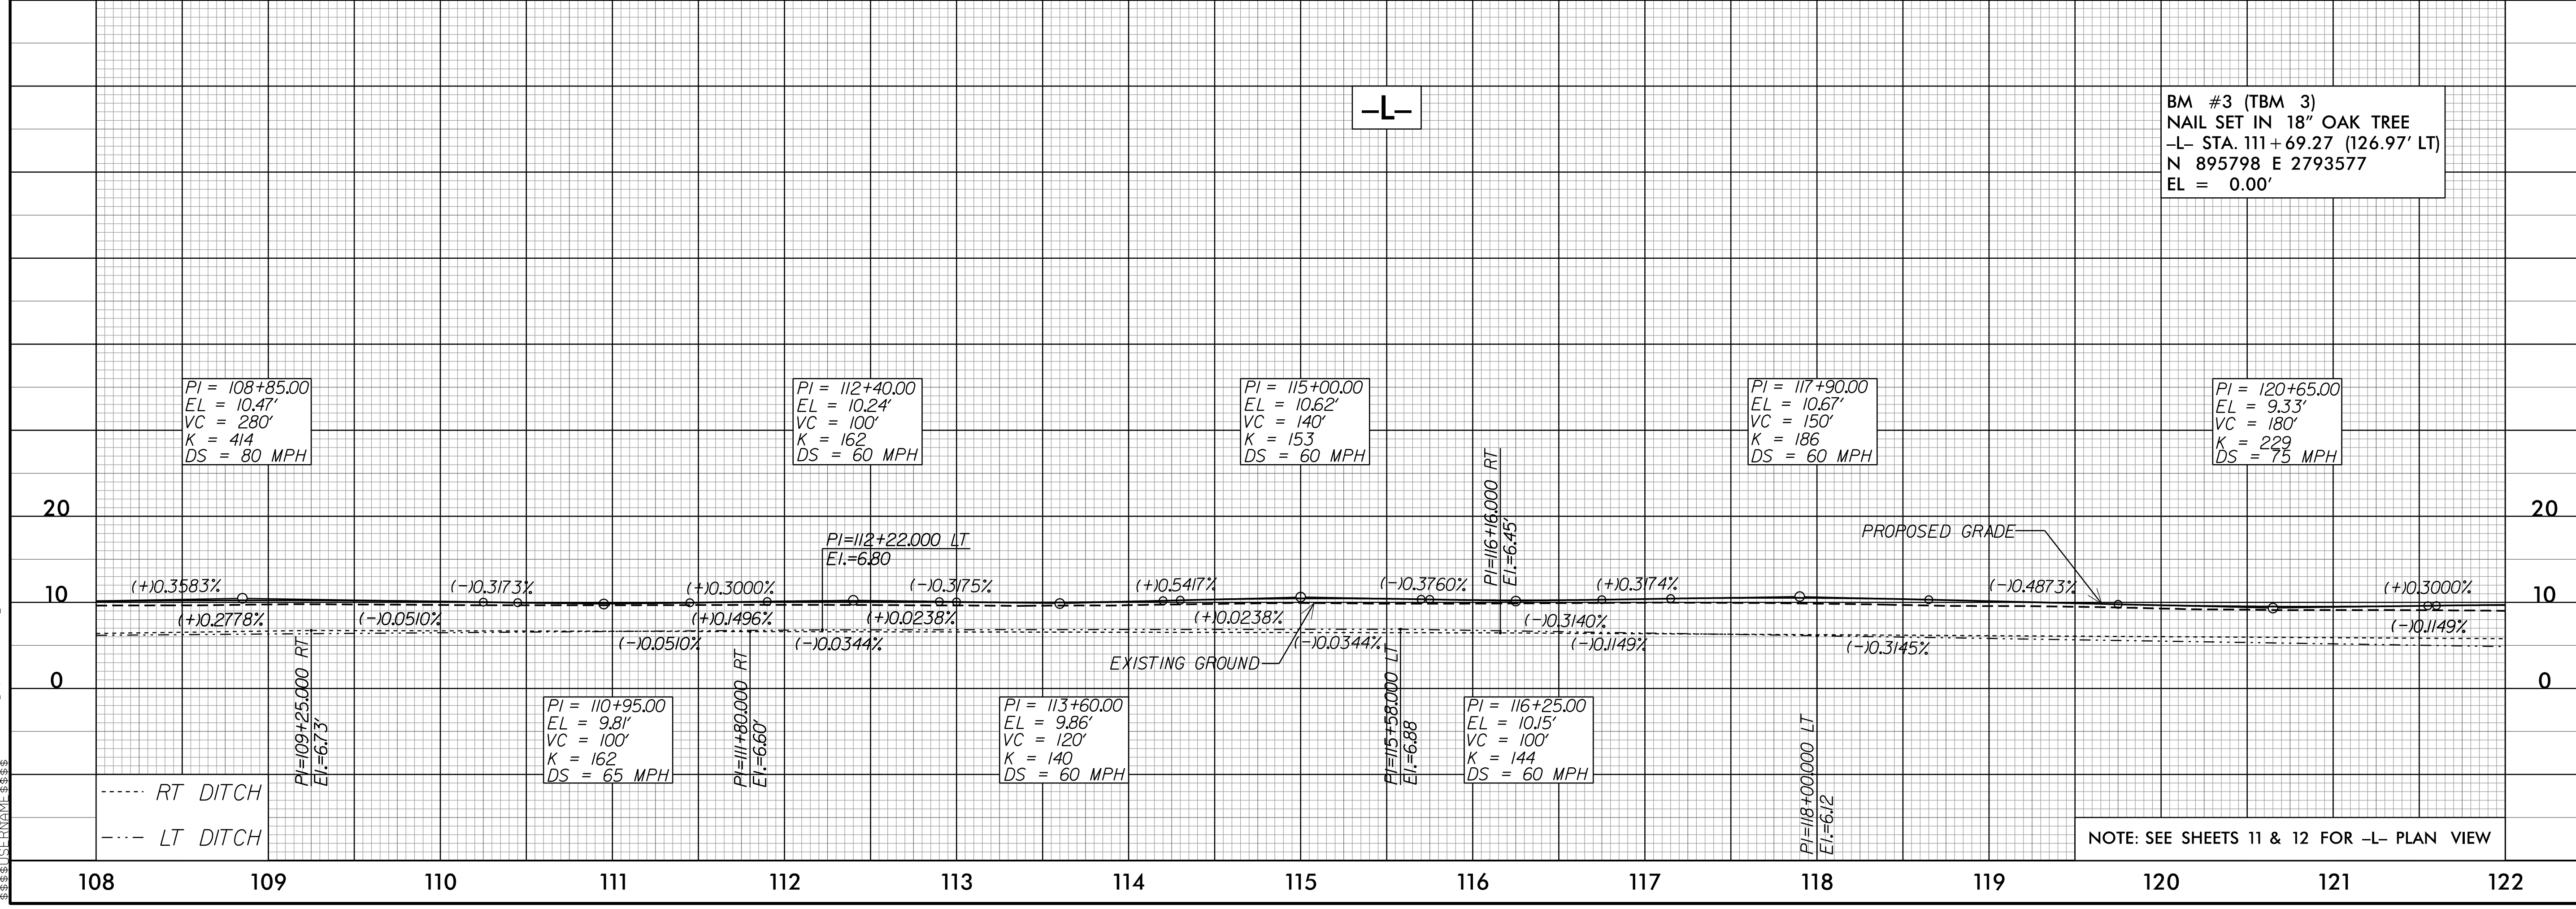 –L–
BM #3 (TBM 3)
NAIL SET IN 18" OAK TREE
–L– STA. 111+69.27 (126.97' LT)
N 895798 E 2793577
EL = 0.00'
PI = 108+85.00
EL = 10.47'
VC = 280'
K = 414
DS = 80 MPH
PI = 112+40.00
EL = 10.24'
VC = 100'
K = 162
DS = 60 MPH
PI = 115+00.00
EL = 10.62'
VC = 140'
K = 153
DS = 60 MPH
PI = 117+90.00
EL = 10.67'
VC = 150'
K = 186
DS = 60 MPH
PI = 120+65.00
EL = 9.33'
VC = 180'
K = 229
DS = 75 MPH
20
20
PI=112+22.000 LT
El.=6.80
PI=116+16.000 RT
El.=6.45'
PROPOSED GRADE
10
(+)0.3583%
(-)0.3173%
(+)0.3000%
(-)0.3175%
(+)0.5417%
(-)0.3760%
(+)0.3174%
(-)0.4873%
(+)0.3000%
10
(+)0.2778%
(-)0.0510%
(+)0.1496%
(+)0.0238%
(+)0.0238%
(-)0.3140%
(-)0.1149%
(-)0.0510%
(-)0.0344%
(-)0.0344%
(-)0.1149%
(-)0.3145%
EXISTING GROUND
0
0
PI=109+25.000 RT
El.=6.73'
PI=111+80.000 RT
El.=6.60'
PI=115+58.000 LT
El.=6.88
PI=118+00.000 LT
El.=6.12
PI = 110+95.00
EL = 9.81'
VC = 100'
K = 162
DS = 65 MPH
PI = 113+60.00
EL = 9.86'
VC = 120'
K = 140
DS = 60 MPH
PI = 116+25.00
EL = 10.15'
VC = 100'
K = 144
DS = 60 MPH
RT DITCH
LT DITCH
NOTE: SEE SHEETS 11 & 12 FOR –L– PLAN VIEW
108 109 110 111 112 113 114 115 116 117 118 119 120 121 122
$$$$USERNAME$$$$